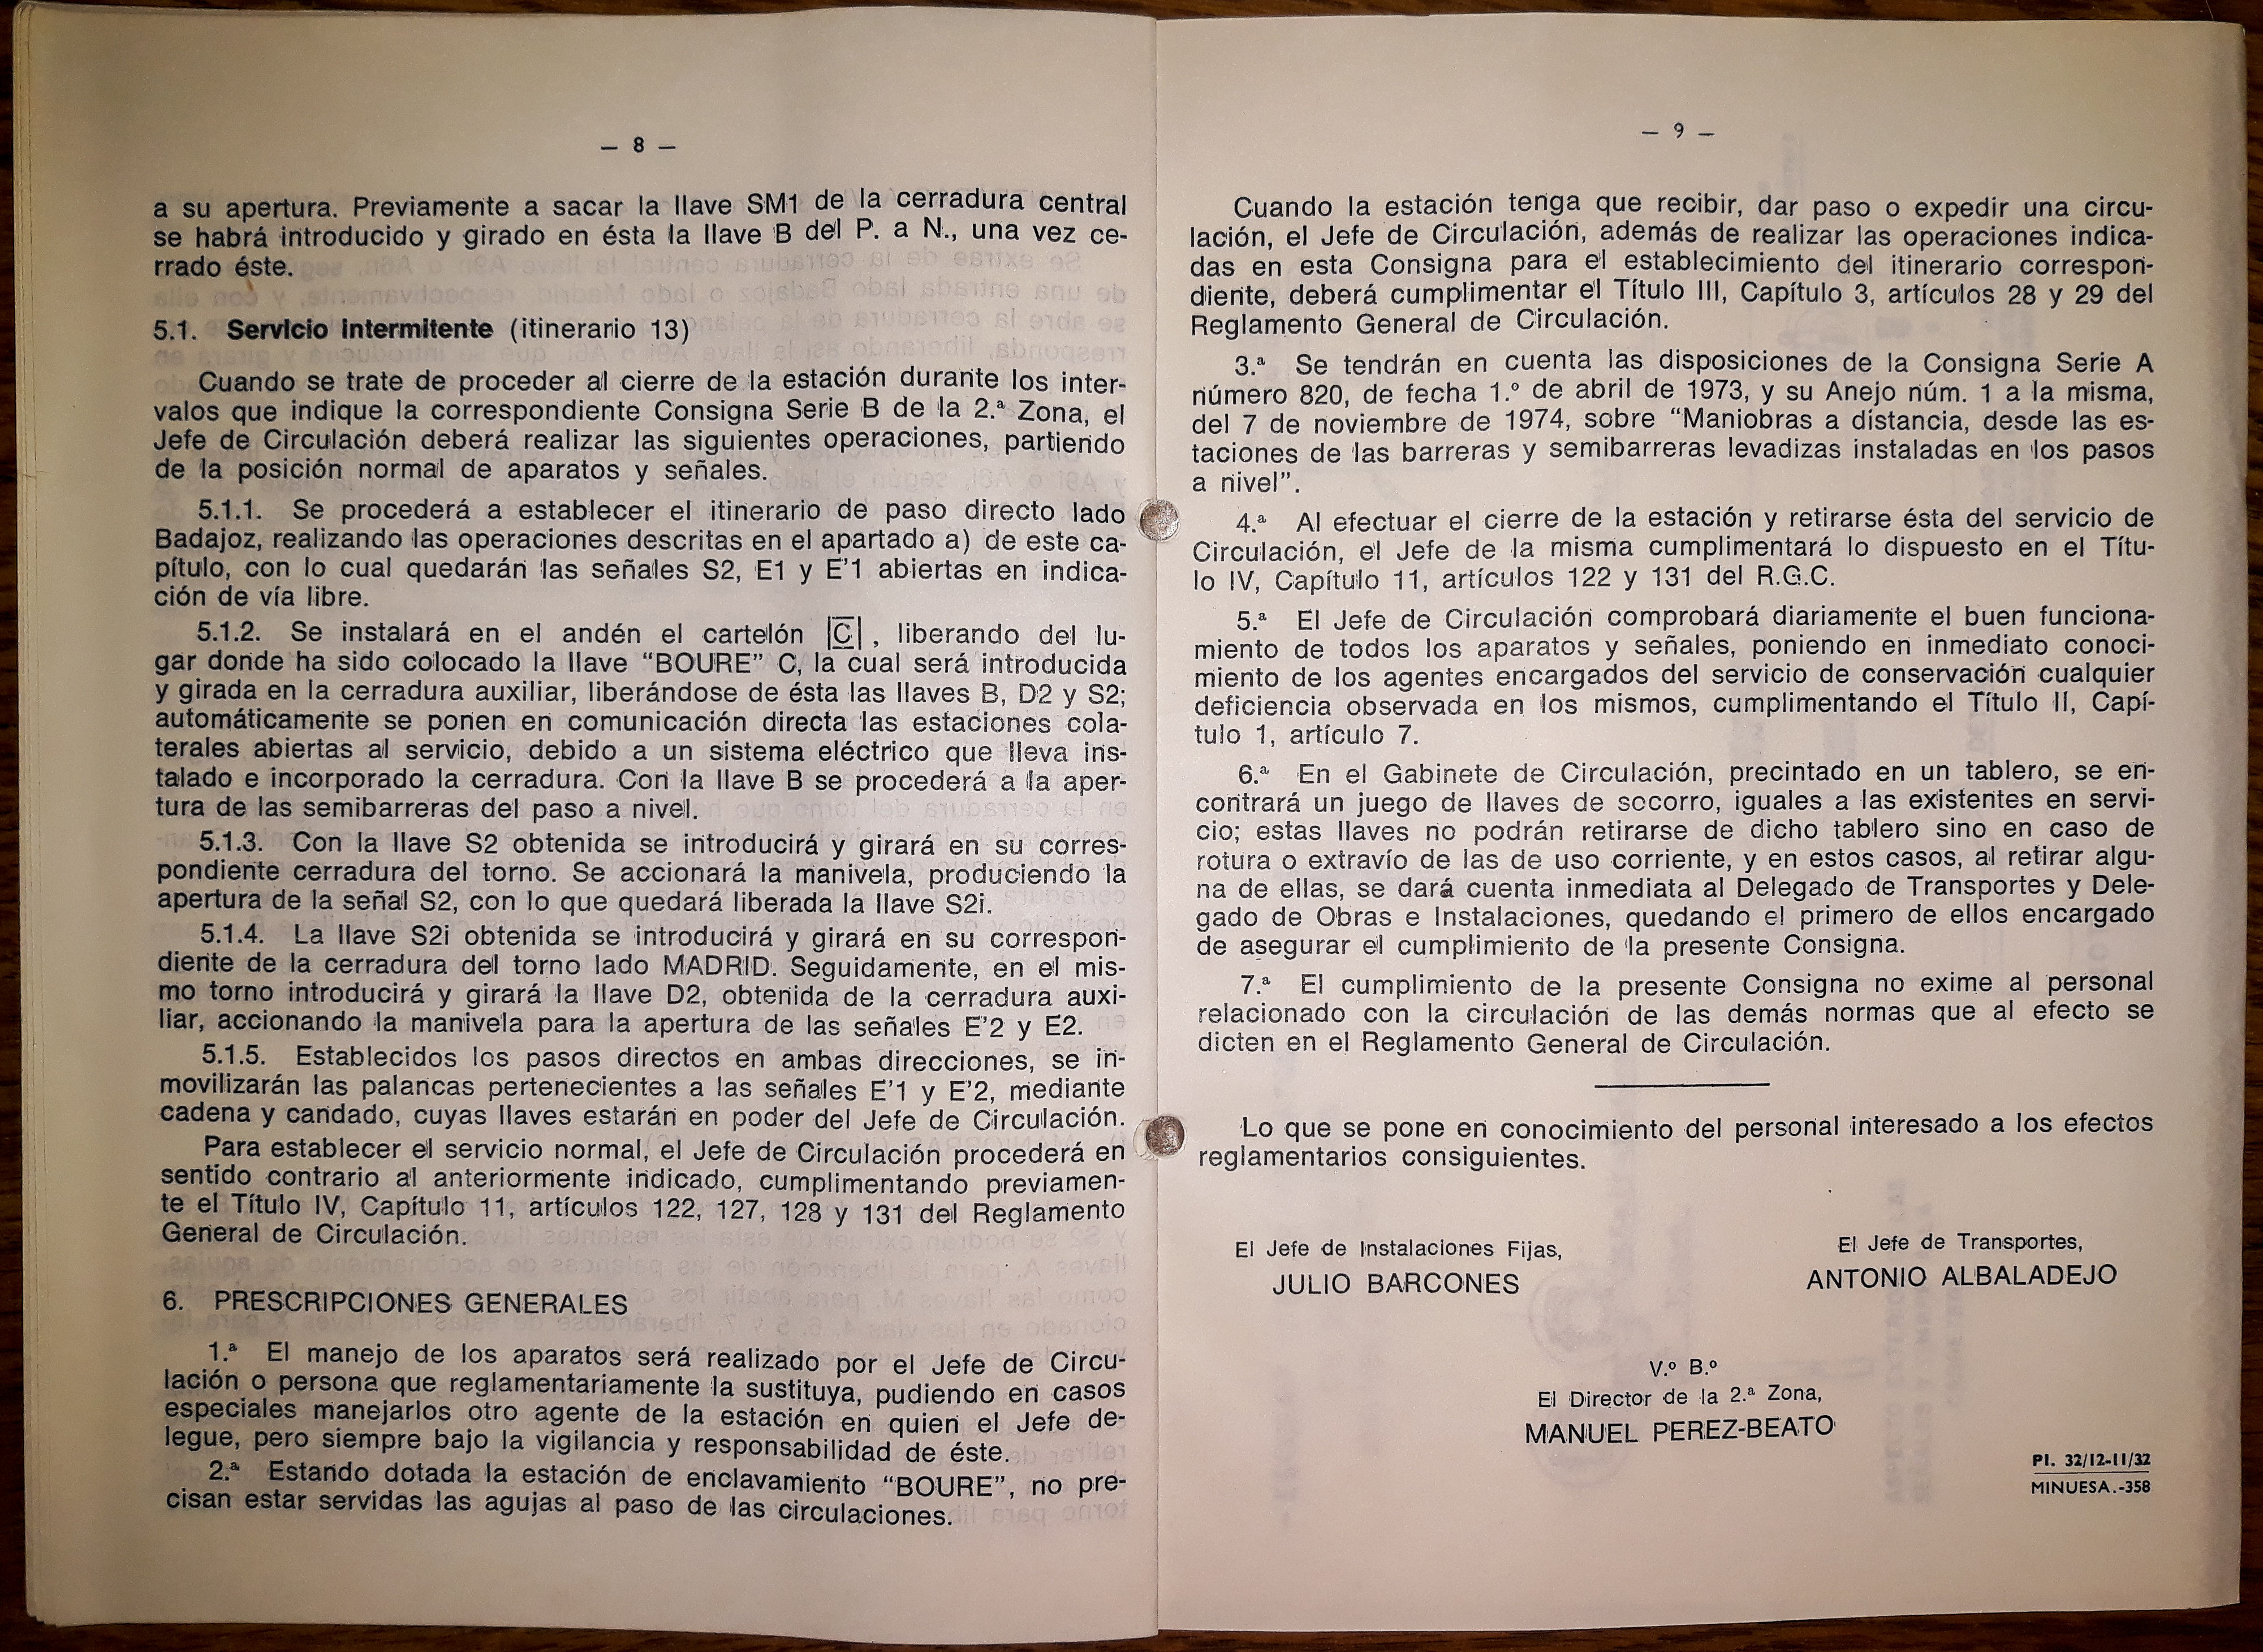 — 8 —
a su apertura. Previamente a sacar la llave SM1 de la cerradura central
se habrá introducido y girado en ésta la llave B del P. a N., una vez ce-
rrado éste.
5.1. Servicio intermitente (itinerario 13)
Cuando se trate de proceder al cierre de la estación durante los inter-
valos que indique la correspondiente Consigna Serie B de la 2.ª Zona, el
Jefe de Circulación deberá realizar las siguientes operaciones, partiendo
de la posición normal de aparatos y señales.
5.1.1. Se procederá a establecer el itinerario de paso directo lado
Badajoz, realizando las operaciones descritas en el apartado a) de este ca-
pítulo, con lo cual quedarán las señales S2, E1 y E'1 abiertas en indica-
ción de vía libre.
5.1.2. Se instalará en el andén el cartelón |C|, liberando del lu-
gar donde ha sido colocado la llave “BOURE” C, la cual será introducida
y girada en la cerradura auxiliar, liberándose de ésta las llaves B, D2 y S2;
automáticamente se ponen en comunicación directa las estaciones cola-
terales abiertas al servicio, debido a un sistema eléctrico que lleva ins-
talado e incorporado la cerradura. Con la llave B se procederá a la aper-
tura de las semibarreras del paso a nivel.
5.1.3. Con la llave S2 obtenida se introducirá y girará en su corres-
pondiente cerradura del torno. Se accionará la manivela, produciendo la
apertura de la señal S2, con lo que quedará liberada la llave S2i.
5.1.4. La llave S2i obtenida se introducirá y girará en su correspon-
diente de la cerradura del torno lado MADRID. Seguidamente, en el mis-
mo torno introducirá y girará la llave D2, obtenida de la cerradura auxi-
liar, accionando la manivela para la apertura de las señales E'2 y E2.
5.1.5. Establecidos los pasos directos en ambas direcciones, se in-
movilizarán las palancas pertenecientes a las señales E'1 y E'2, mediante
cadena y candado, cuyas llaves estarán en poder del Jefe de Circulación.
Para establecer el servicio normal, el Jefe de Circulación procederá en
sentido contrario al anteriormente indicado, cumplimentando previamen-
te el Título IV, Capítulo 11, artículos 122, 127, 128 y 131 del Reglamento
General de Circulación.
6. PRESCRIPCIONES GENERALES
1.ª El manejo de los aparatos será realizado por el Jefe de Circu-
lación o persona que reglamentariamente la sustituya, pudiendo en casos
especiales manejarlos otro agente de la estación en quien el Jefe de-
legue, pero siempre bajo la vigilancia y responsabilidad de éste.
2.ª Estando dotada la estación de enclavamiento “BOURE”, no pre-
cisan estar servidas las agujas al paso de las circulaciones.
— 9 —
Cuando la estación tenga que recibir, dar paso o expedir una circu-
lación, el Jefe de Circulación, además de realizar las operaciones indica-
das en esta Consigna para el establecimiento del itinerario correspon-
diente, deberá cumplimentar el Título III, Capítulo 3, artículos 28 y 29 del
Reglamento General de Circulación.
3.ª Se tendrán en cuenta las disposiciones de la Consigna Serie A
número 820, de fecha 1.º de abril de 1973, y su Anejo núm. 1 a la misma,
del 7 de noviembre de 1974, sobre “Maniobras a distancia, desde las es-
taciones de las barreras y semibarreras levadizas instaladas en los pasos
a nivel”.
4.ª Al efectuar el cierre de la estación y retirarse ésta del servicio de
Circulación, el Jefe de la misma cumplimentará lo dispuesto en el Títu-
lo IV, Capítulo 11, artículos 122 y 131 del R.G.C.
5.ª El Jefe de Circulación comprobará diariamente el buen funciona-
miento de todos los aparatos y señales, poniendo en inmediato conoci-
miento de los agentes encargados del servicio de conservación cualquier
deficiencia observada en los mismos, cumplimentando el Título II, Capí-
tulo 1, artículo 7.
6.ª En el Gabinete de Circulación, precintado en un tablero, se en-
contrará un juego de llaves de socorro, iguales a las existentes en servi-
cio; estas llaves no podrán retirarse de dicho tablero sino en caso de
rotura o extravío de las de uso corriente, y en estos casos, al retirar algu-
na de ellas, se dará cuenta inmediata al Delegado de Transportes y Dele-
gado de Obras e Instalaciones, quedando el primero de ellos encargado
de asegurar el cumplimiento de la presente Consigna.
7.ª El cumplimiento de la presente Consigna no exime al personal
relacionado con la circulación de las demás normas que al efecto se
dicten en el Reglamento General de Circulación.
Lo que se pone en conocimiento del personal interesado a los efectos
reglamentarios consiguientes.
El Jefe de Instalaciones Fijas,
JULIO BARCONES
El Jefe de Transportes,
ANTONIO ALBALADEJO
V.º B.º
El Director de la 2.ª Zona,
MANUEL PEREZ-BEATO
PI. 32/12-11/32
MINUESA.-358